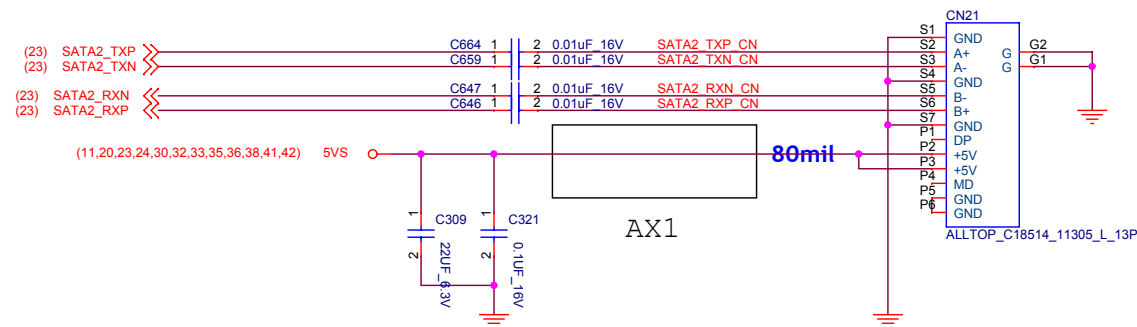 CN21
(23) SATA2_TXP C664 1 2 0.01uF_16V SATA2_TXP_CN
(23) SATA2_TXN C659 1 2 0.01uF_16V SATA2_TXN_CN
(23) SATA2_RXN C647 1 2 0.01uF_16V SATA2_RXN_CN
(23) SATA2_RXP C646 1 2 0.01uF_16V SATA2_RXP_CN
(11,20,23,24,30,32,33,35,36,38,41,42) 5VS 80mil
S1 GND
S2 A+ G G2
S3 A- G G1
S4 GND
S5 B-
S6 B+
S7 GND
P1 DP
P2 +5V
P3 +5V
P4 MD
P5 GND
P6 GND
ALLTOP_C18514_11305_L_13P
AX1
1 C309 2 22UF_6.3V
1 C321 2 0.1UF_16V